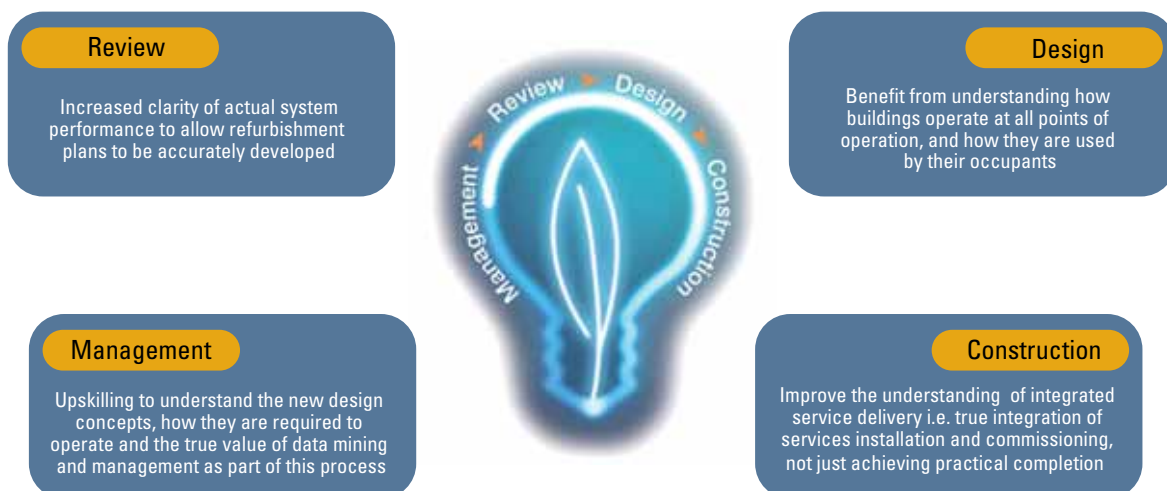 Review
Increased clarity of actual system
performance to allow refurbishment
plans to be accurately developed
Management
Review
Design
Construction
Design
Benefit from understanding how
buildings operate at all points of
operation, and how they are used
by their occupants
Management
Upskilling to understand the new design
concepts, how they are required to
operate and the true value of data mining
and management as part of this process
Construction
Improve the understanding of integrated
service delivery i.e. true integration of
services installation and commissioning,
not just achieving practical completion